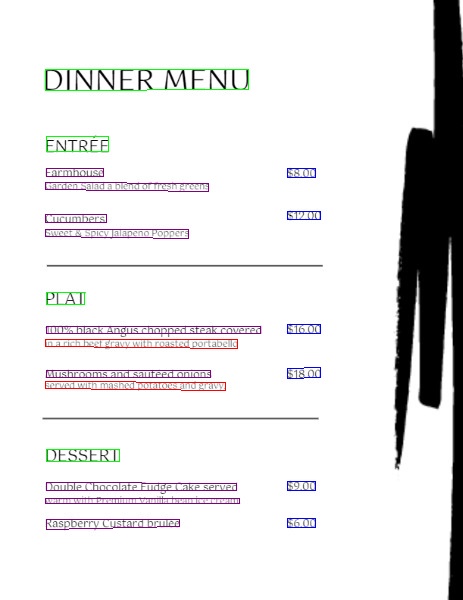 DINNER MENU
ENTRÉE
Farmhouse $8.00
Garden Salad a blend of fresh greens
Cucumbers $12.00
Sweet & Spicy Jalapeno Poppers
PLAT
100% black Angus chopped steak covered $16.00
in a rich beef gravy with roasted portabello
Mushrooms and sauteed onions $18.00
served with mashed potatoes and gravy
DESSERT
Double Chocolate Fudge Cake served $9.00
warm with Premium Vanilla bean ice cream
Raspberry Custard brulee $6.00